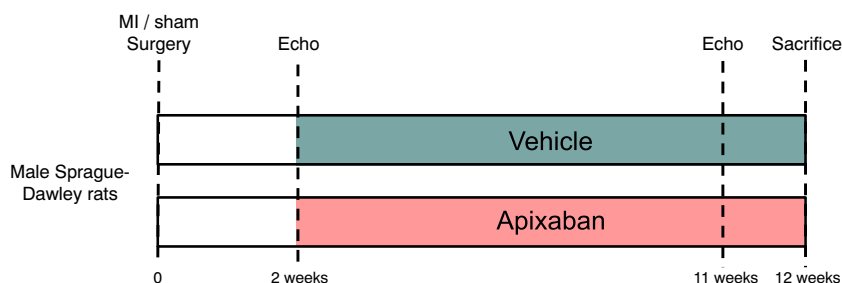 MI / sham
Surgery
Echo
Echo
Sacrifice
Vehicle
Male Sprague-
Dawley rats
Apixaban
0
2 weeks
11 weeks
12 weeks